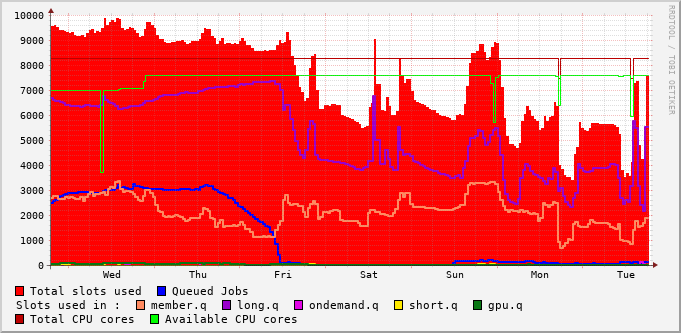 RRDTOOL / TOBI OETIKER
10000
9000
8000
7000
6000
5000
4000
3000
2000
1000
0
Wed Thu Fri Sat Sun Mon Tue
Total slots used Queued Jobs
Slots used in : member.q long.q ondemand.q short.q gpu.q
Total CPU cores Available CPU cores